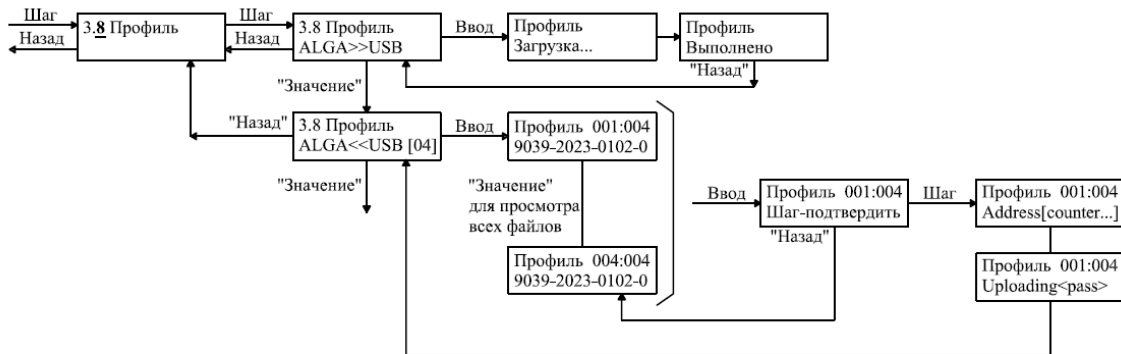 Шаг
Назад
3.8 Профиль
Шаг
Назад
3.8 Профиль
ALGA>>USB
Ввод
Профиль
Загрузка...
Профиль
Выполнено
"Назад"
"Значение"
"Назад"
3.8 Профиль
ALGA<<USB [04]
Ввод
Профиль 001:004
9039-2023-0102-0
"Значение"
"Значение"
для просмотра
всех файлов
Профиль 004:004
9039-2023-0102-0
Ввод
Профиль 001:004
Шаг-подтвердить
"Назад"
Шаг
Профиль 001:004
Address[counter...]
Профиль 001:004
Uploading<pass>